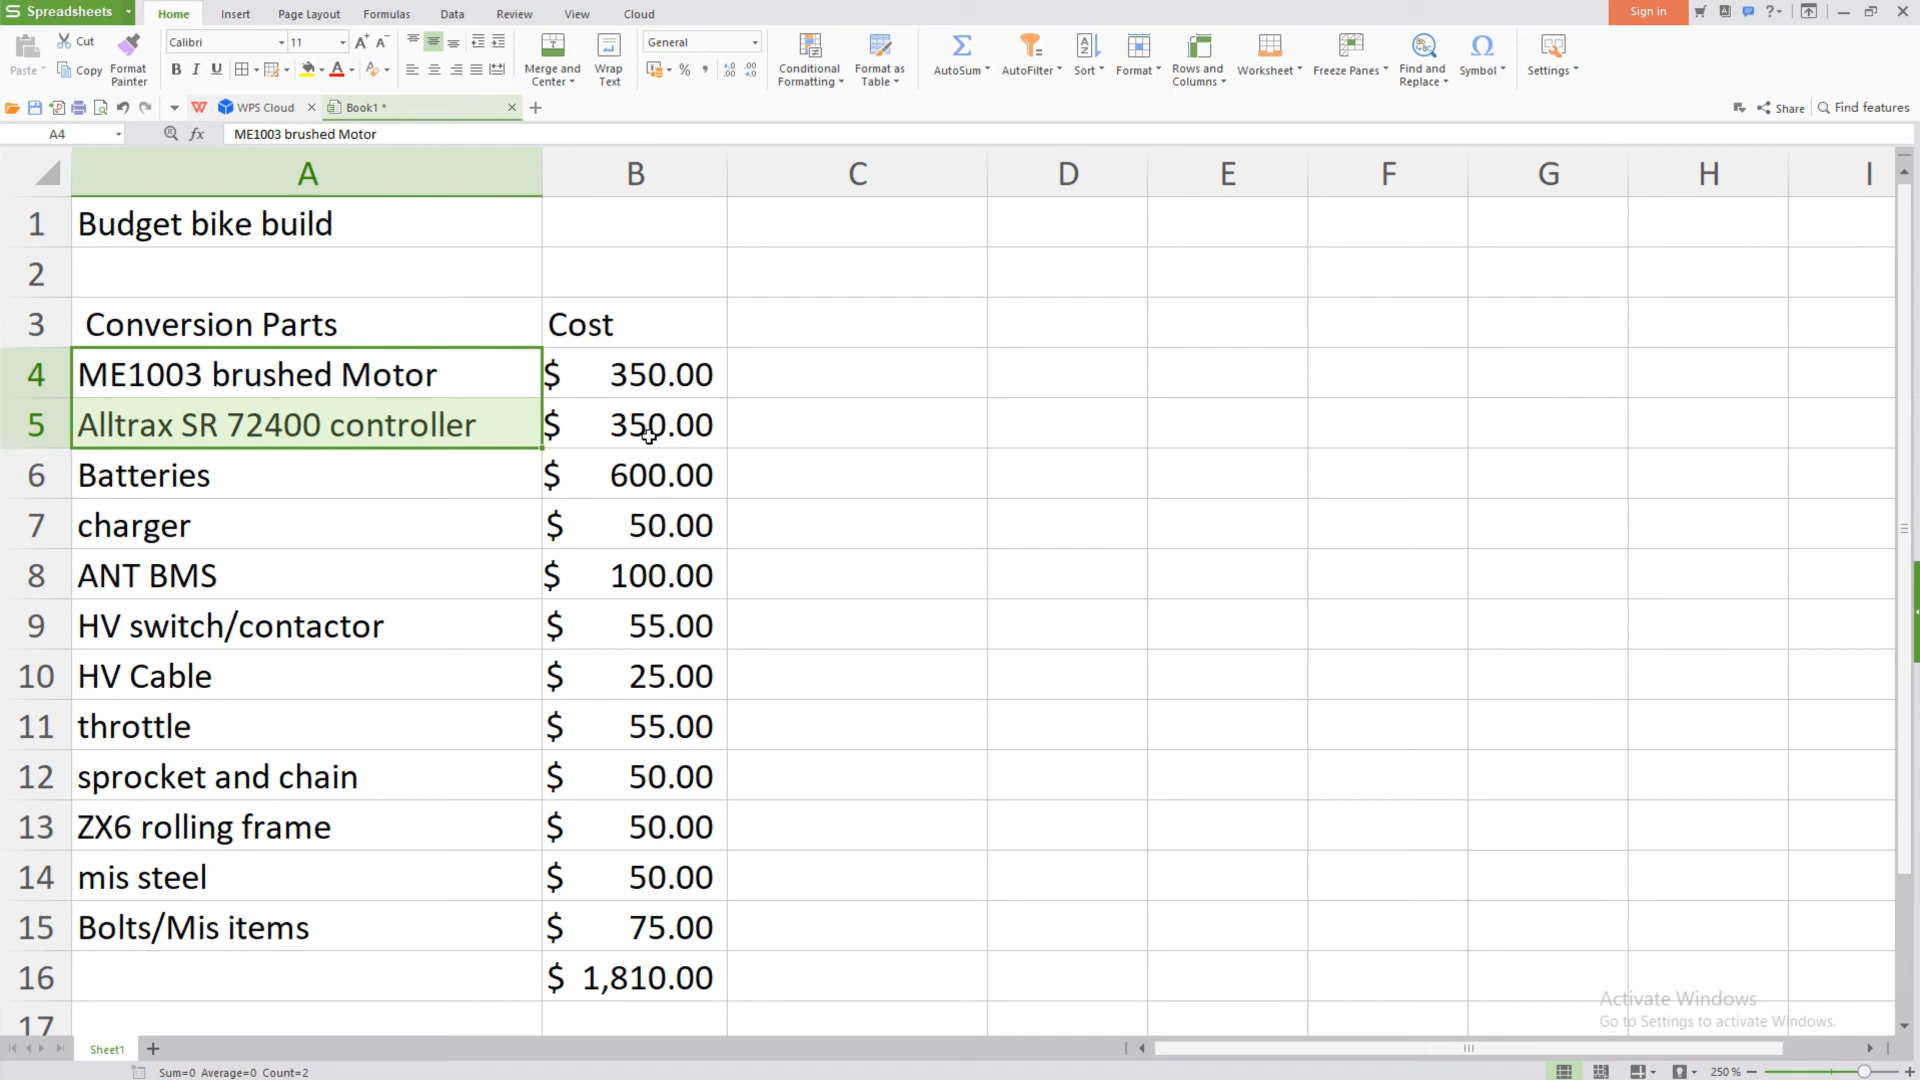 Spreadsheets Home Insert Page Layout Formulas Data Review View Cloud Sign in
Paste Cut Copy Format Painter Calibri 11 B I U Merge and Center Wrap Text General % Conditional Formatting Format as Table AutoSum AutoFilter Sort Format Rows and Columns Worksheet Freeze Panes Find and Replace Symbol Settings
WPS Cloud Book1 * Share Find features
A4 fx ME1003 brushed Motor
A B C D E F G H I
1 Budget bike build
2
3 Conversion Parts Cost
4 ME1003 brushed Motor $ 350.00
5 Alltrax SR 72400 controller $ 350.00
6 Batteries $ 600.00
7 charger $ 50.00
8 ANT BMS $ 100.00
9 HV switch/contactor $ 55.00
10 HV Cable $ 25.00
11 throttle $ 55.00
12 sprocket and chain $ 50.00
13 ZX6 rolling frame $ 50.00
14 mis steel $ 50.00
15 Bolts/Mis items $ 75.00
16 $ 1,810.00
17
Activate Windows
Go to Settings to activate Windows.
Sheet1
Sum=0 Average=0 Count=2 250 %